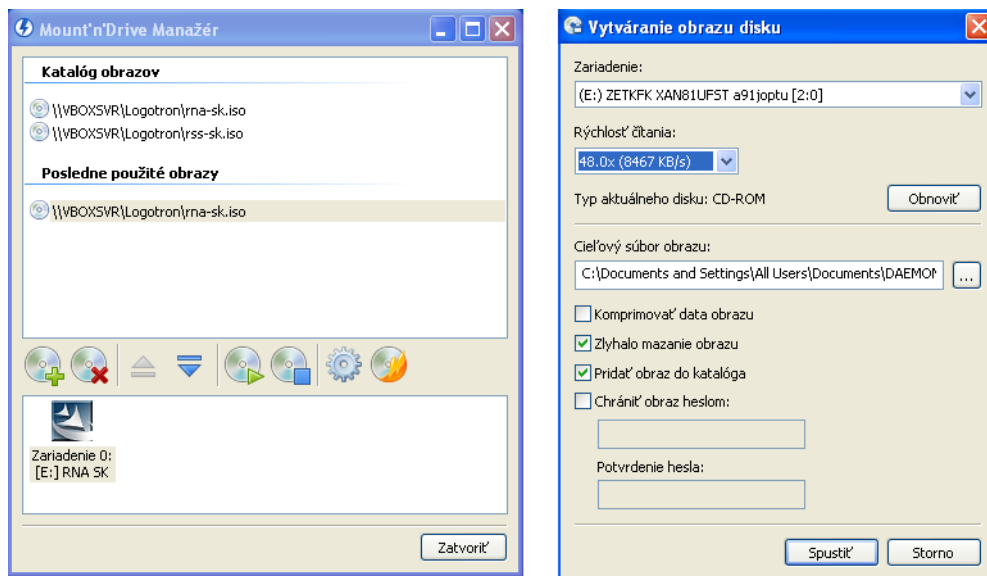 Mount'n'Drive Manažér
Katalóg obrazov
\\VBOXSVR\Logotron\rna-sk.iso
\\VBOXSVR\Logotron\rss-sk.iso
Posledne použité obrazy
\\VBOXSVR\Logotron\rna-sk.iso
Zariadenie 0:
[E:] RNA SK
Zatvoriť
Vytváranie obrazu disku
Zariadenie:
(E:) ZETKFK XAN81UFST a91joptu [2:0]
Rýchlosť čítania:
48.0x (8467 KB/s)
Typ aktuálneho disku: CD-ROM
Obnoviť
Cieľový súbor obrazu:
C:\Documents and Settings\All Users\Documents\DAEMON
...
Komprimovať data obrazu
Zlyhalo mazanie obrazu
Pridať obraz do katalóga
Chrániť obraz heslom:
Potvrdenie hesla:
Spustiť
Storno